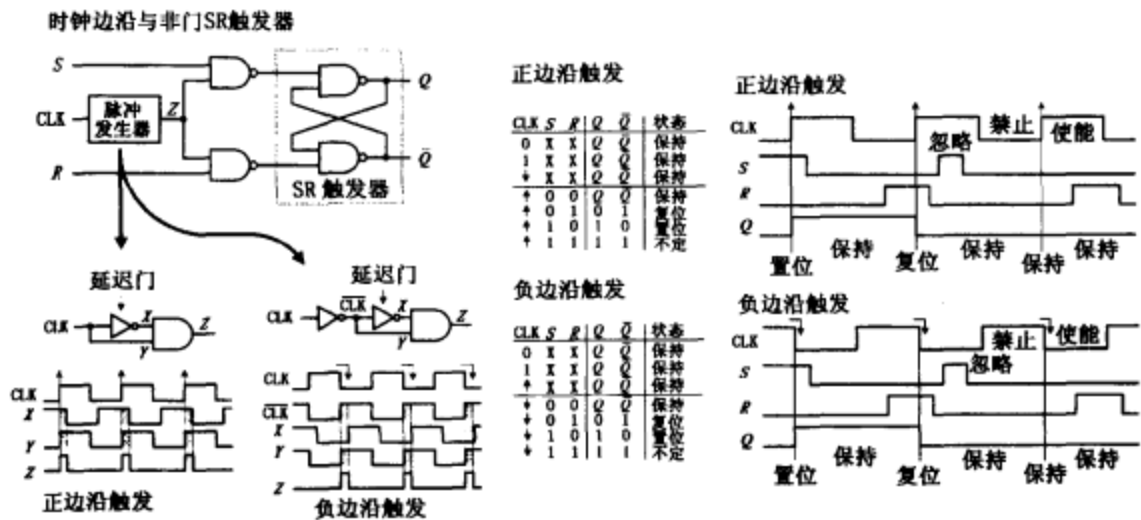 时钟边沿与非门SR触发器
S
CLK
脉冲
发生器
Z
R
Q
Q̅
SR 触发器
延迟门
CLK
X
Y
Z
CLK
X
Y
Z
正边沿触发
延迟门
CLK
C̅L̅K̅
X
Y
Z
CLK
C̅L̅K̅
X
Y
Z
负边沿触发
正边沿触发
CLK S R Q Q̅ 状态
0 X X Q Q̅ 保持
1 X X Q Q̅ 保持
↓ X X Q Q̅ 保持
↑ 0 0 Q Q̅ 保持
↑ 0 1 0 1 复位
↑ 1 0 1 0 置位
↑ 1 1 1 1 不定
负边沿触发
CLK S R Q Q̅ 状态
0 X X Q Q̅ 保持
1 X X Q Q̅ 保持
↑ X X Q Q̅ 保持
↓ 0 0 Q Q̅ 保持
↓ 0 1 0 1 复位
↓ 1 0 1 0 置位
↓ 1 1 1 1 不定
正边沿触发
CLK
禁止
使能
忽略
S
R
Q
置位
保持
复位
保持
保持
保持
负边沿触发
CLK
禁止
使能
忽略
S
R
Q
置位
保持
复位
保持
保持
保持